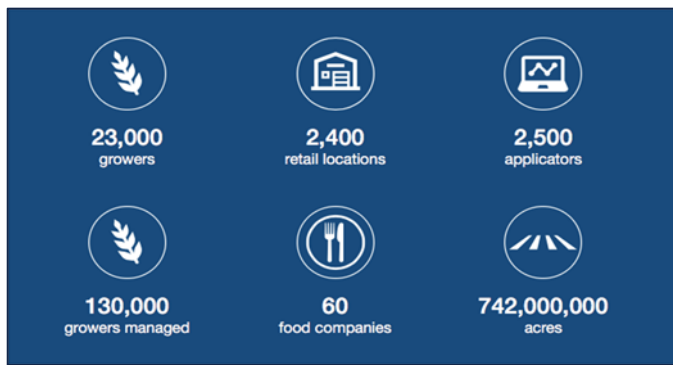 23,000
growers
2,400
retail locations
2,500
applicators
130,000
growers managed
60
food companies
742,000,000
acres